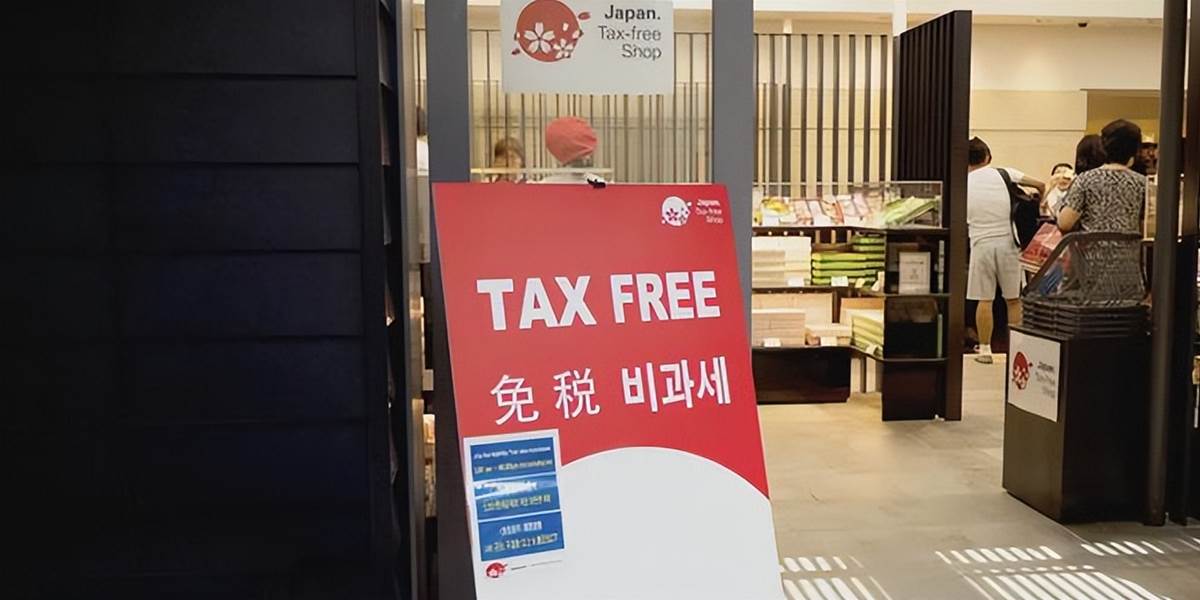 Japan.
Tax-free
Shop
Japan.
Tax-free
Shop
TAX FREE
免税 비과세
Japan.
Tax-free
Shop